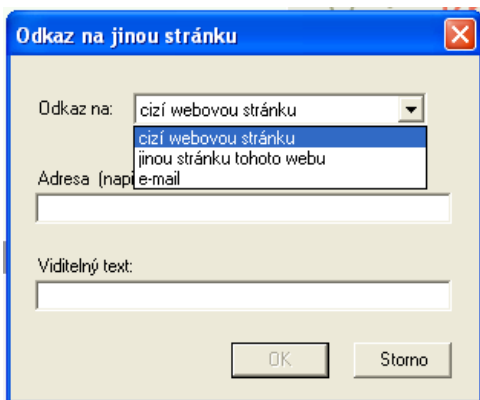 Odkaz na jinou stránku
Odkaz na: cizí webovou stránku
cizí webovou stránku
jinou stránku tohoto webu
e-mail
Adresa (napi
Viditelný text:
OK Storno